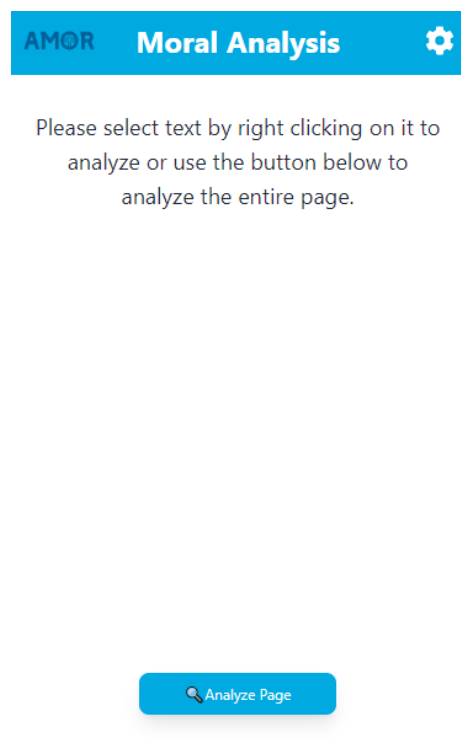 AMOR Moral Analysis
Please select text by right clicking on it to
analyze or use the button below to
analyze the entire page.
Analyze Page